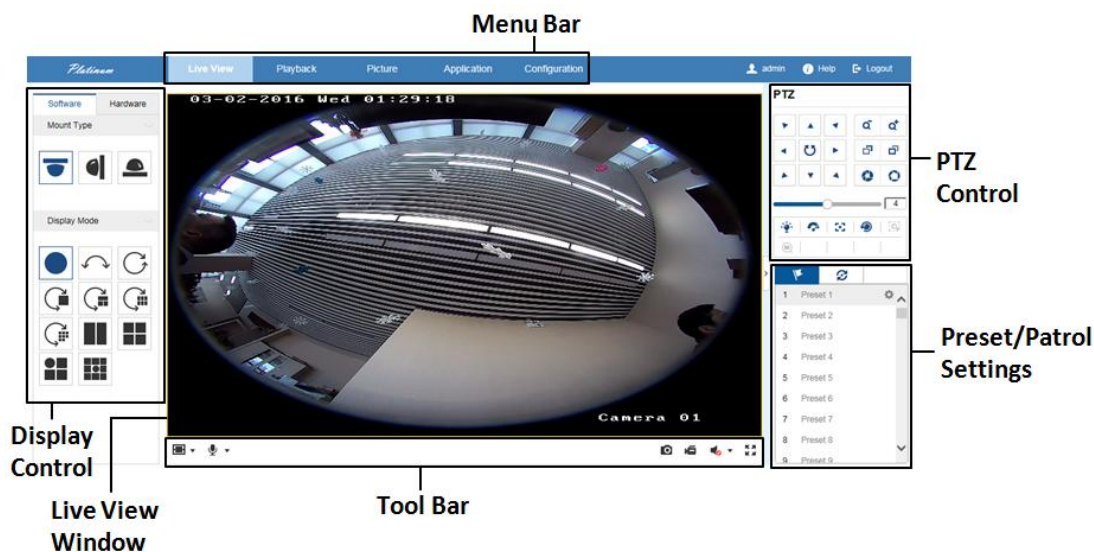 Menu Bar
Platinum
Live View
Playback
Picture
Application
Configuration
admin
Help
Logout
Software
Hardware
Mount Type
Display Mode
03-02-2016 Wed 01:29:18
Camera 01
PTZ
4
1 Preset 1
2 Preset 2
3 Preset 3
4 Preset 4
5 Preset 5
6 Preset 6
7 Preset 7
8 Preset 8
9 Preset 9
PTZ
Control
Preset/Patrol
Settings
Display
Control
Live View
Window
Tool Bar